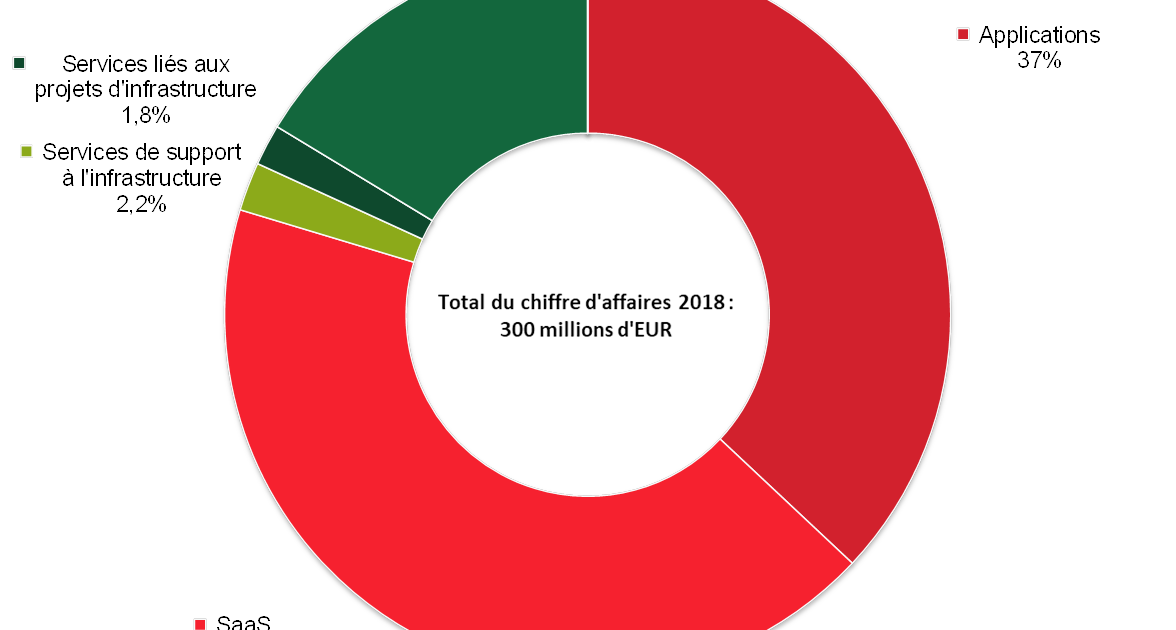 Applications
37%
Services liés aux
projets d'infrastructure
1,8%
Services de support
à l'infrastructure
2,2%
Total du chiffre d'affaires 2018 :
300 millions d'EUR
SaaS